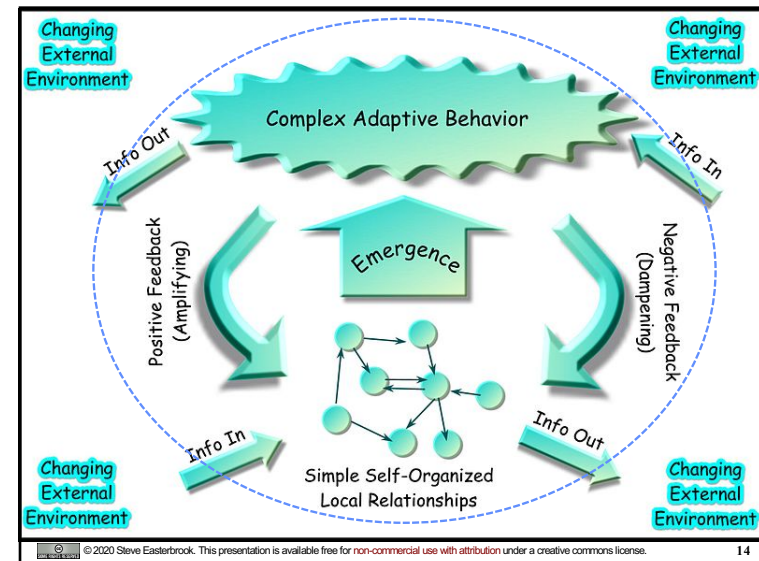 Changing
External
Environment
Changing
External
Environment
Complex Adaptive Behavior
Info Out
Info In
Positive Feedback
(Amplifying)
Emergence
Negative Feedback
(Dampening)
Info In
Info Out
Simple Self-Organized
Local Relationships
Changing
External
Environment
Changing
External
Environment
© 2020 Steve Easterbrook. This presentation is available free for non-commercial use with attribution under a creative commons license.
14